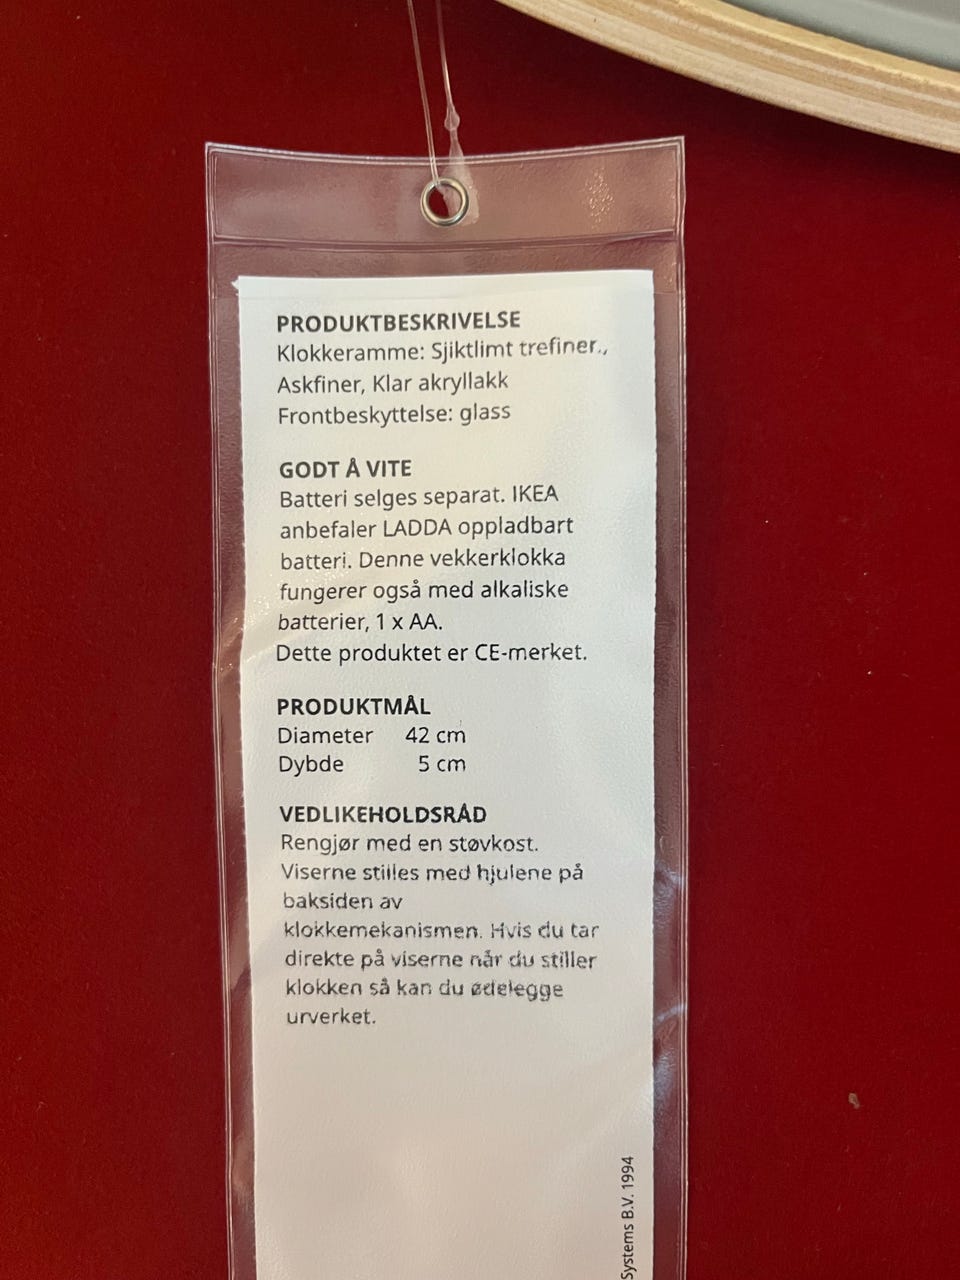 PRODUKTBESKRIVELSE
Klokkeramme: Sjiktlimt trefiner.,
Askfiner, Klar akryllakk
Frontbeskyttelse: glass
GODT Å VITE
Batteri selges separat. IKEA
anbefaler LADDA oppladbart
batteri. Denne vekkerklokka
fungerer også med alkaliske
batterier, 1 x AA.
Dette produktet er CE-merket.
PRODUKTMÅL
Diameter 42 cm
Dybde 5 cm
VEDLIKEHOLDSRÅD
Rengjør med en støvkost.
Viserne stilles med hjulene på
baksiden av
klokkemekanismen. Hvis du tar
direkte på viserne når du stiller
klokken så kan du ødelegge
urverket.
Systems B.V. 1994